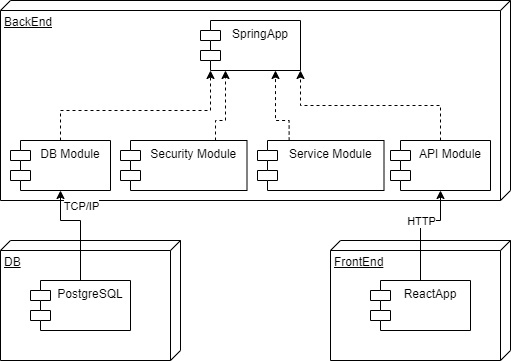 BackEnd
SpringApp
DB Module
Security Module
Service Module
API Module
TCP/IP
HTTP
DB
FrontEnd
PostgreSQL
ReactApp